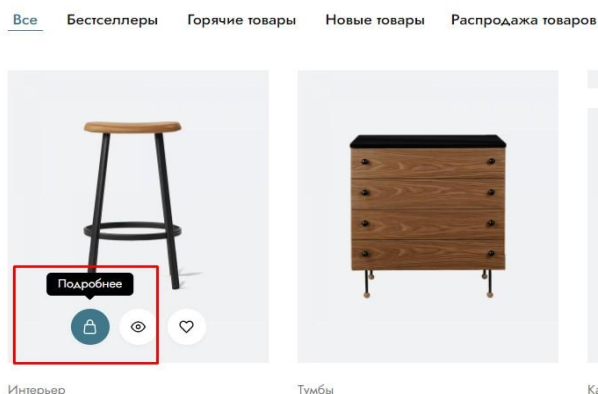 Все Бестселлеры Горячие товары Новые товары Распродажа товаров
Подробнее
Интерьер Тумбы